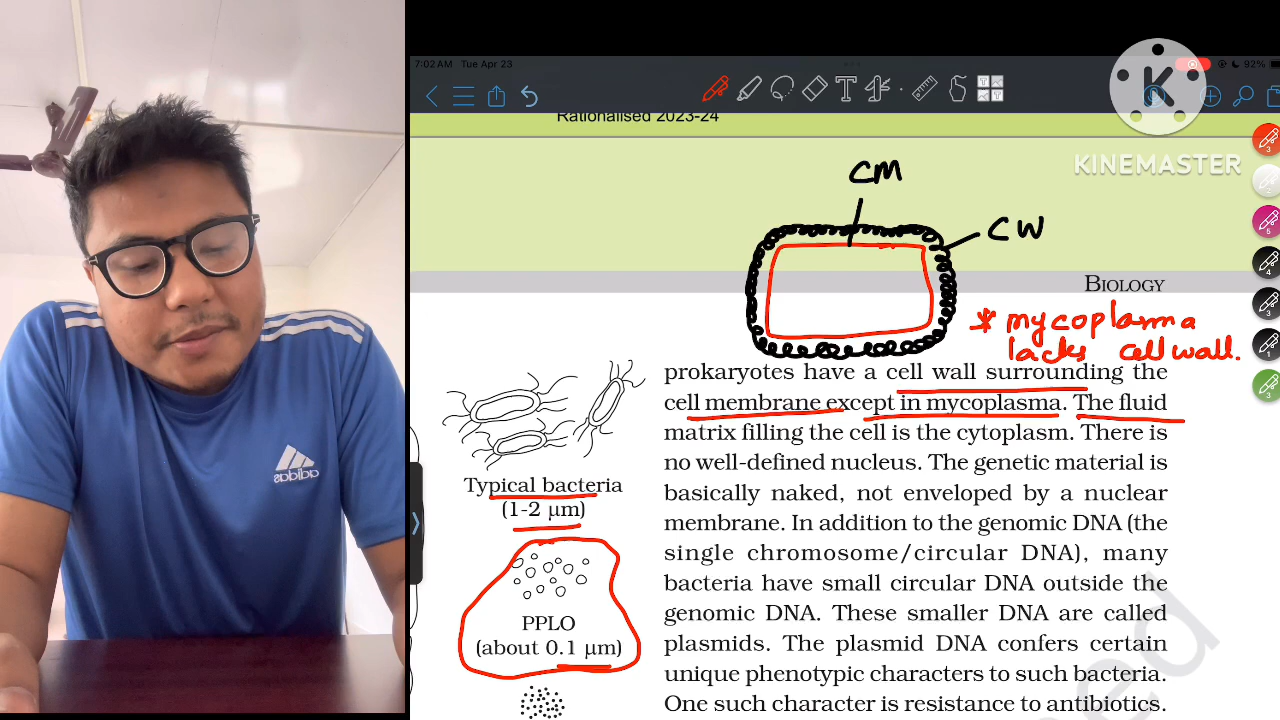 7:02 AM Tue Apr 23
92%
Rationalised 2023-24
K
KINEMASTER
CM
CW
BIOLOGY
* mycoplasma
lacks cell wall.
prokaryotes have a cell wall surrounding the
cell membrane except in mycoplasma. The fluid
matrix filling the cell is the cytoplasm. There is
no well-defined nucleus. The genetic material is
basically naked, not enveloped by a nuclear
membrane. In addition to the genomic DNA (the
single chromosome/circular DNA), many
bacteria have small circular DNA outside the
genomic DNA. These smaller DNA are called
plasmids. The plasmid DNA confers certain
unique phenotypic characters to such bacteria.
One such character is resistance to antibiotics.
Typical bacteria
(1-2 µm)
PPLO
(about 0.1 µm)
adidas